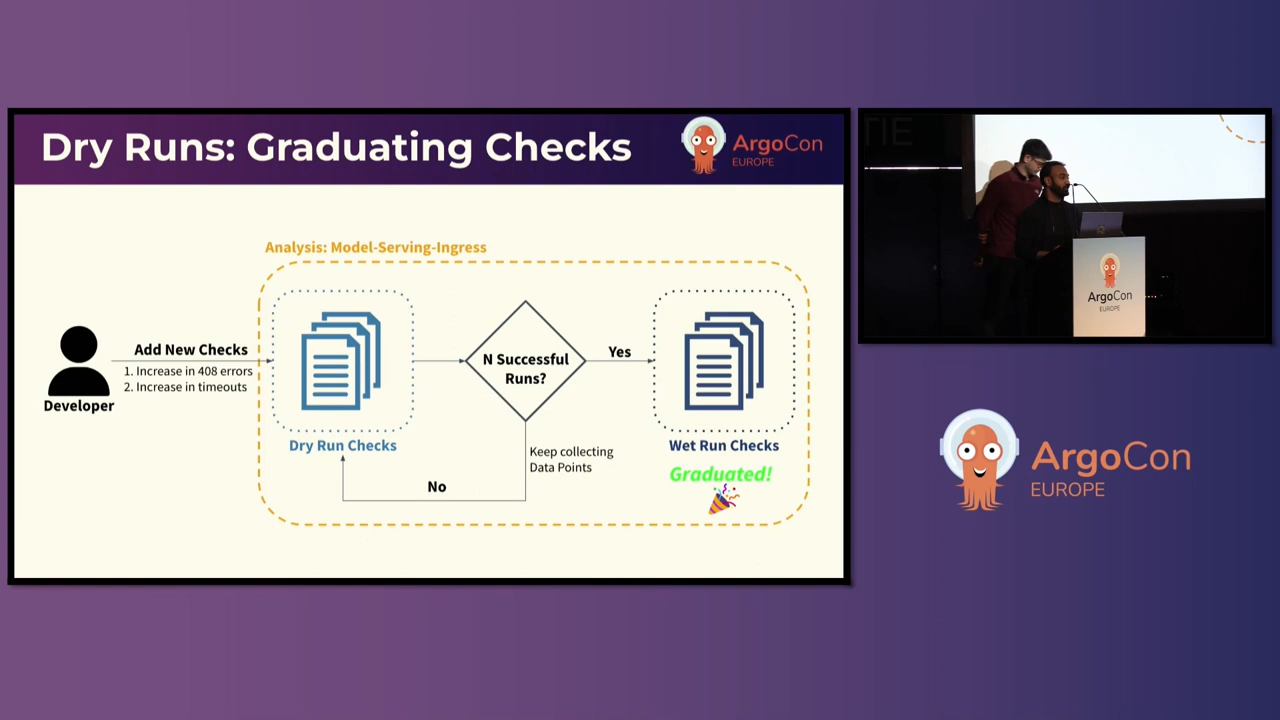 Dry Runs: Graduating Checks
ArgoCon
EUROPE
Analysis: Model-Serving-Ingress
Developer
Add New Checks
1. Increase in 408 errors
2. Increase in timeouts
Dry Run Checks
N Successful
Runs?
Yes
No
Keep collecting
Data Points
Wet Run Checks
Graduated!
TIE
ArgoCon
EUROPE
ArgoCon
EUROPE